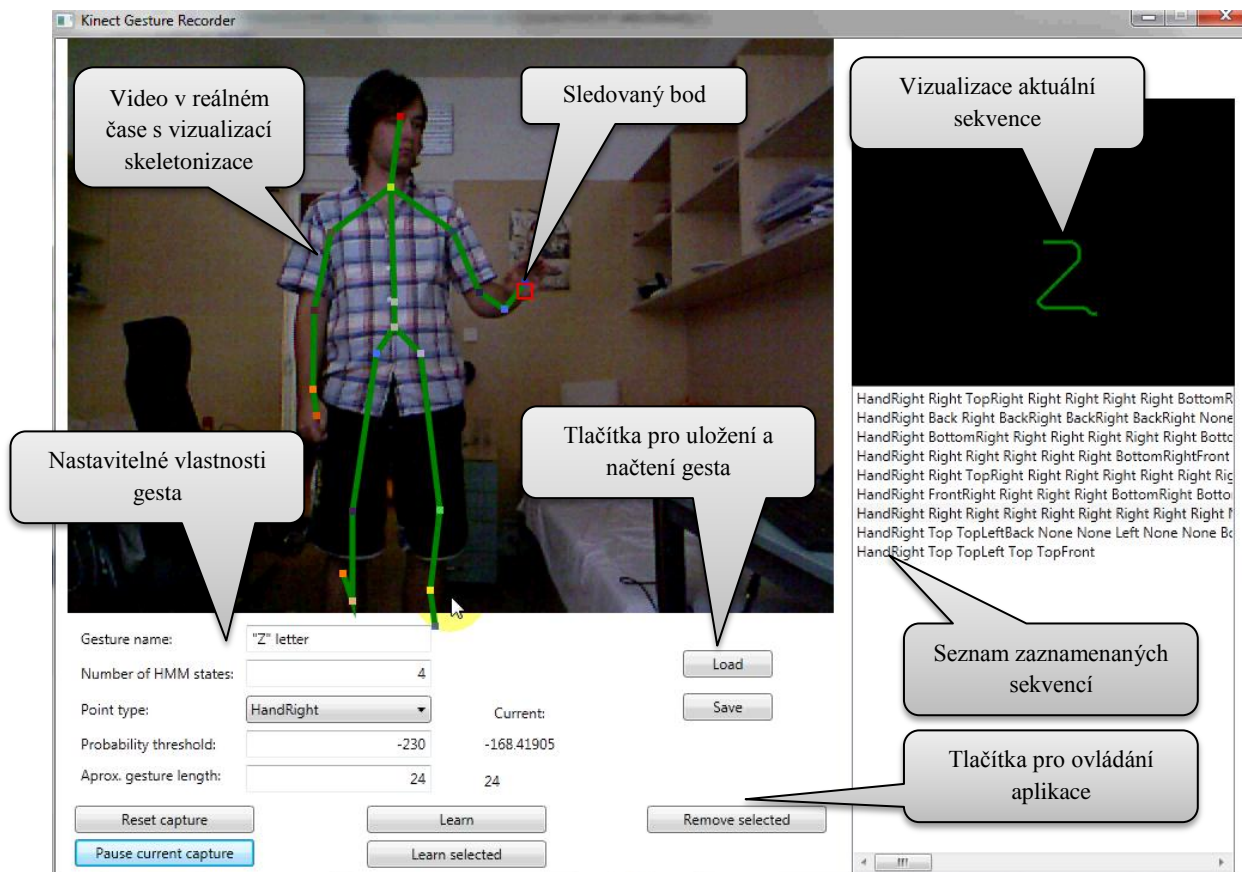 Kinect Gesture Recorder
Video v reálném
čase s vizualizací
skeletonizace
Sledovaný bod
Vizualizace aktuální
sekvence
Nastavitelné vlastnosti
gesta
Tlačítka pro uložení a
načtení gesta
HandRight Right TopRight Right Right Right Right BottomR
HandRight Back Right BackRight BackRight BackRight None
HandRight BottomRight Right Right Right Right Right Bottc
HandRight Right Right Right Right Right BottomRightFront
HandRight Right TopRight Right Right Right Right Right Rig
HandRight FrontRight Right Right Right BottomRight Botto
HandRight Right Right Right Right Right Right Right Right
HandRight Top TopLeftBack None None Left None None Bo
HandRight Top TopLeft Top TopFront
Seznam zaznamenaných
sekvencí
Tlačítka pro ovládání
aplikace
Gesture name: "Z" letter
Number of HMM states: 4
Point type: HandRight
Current:
Probability threshold: -230 -168.41905
Aprox. gesture length: 24 24
Load
Save
Reset capture Learn Remove selected
Pause current capture Learn selected